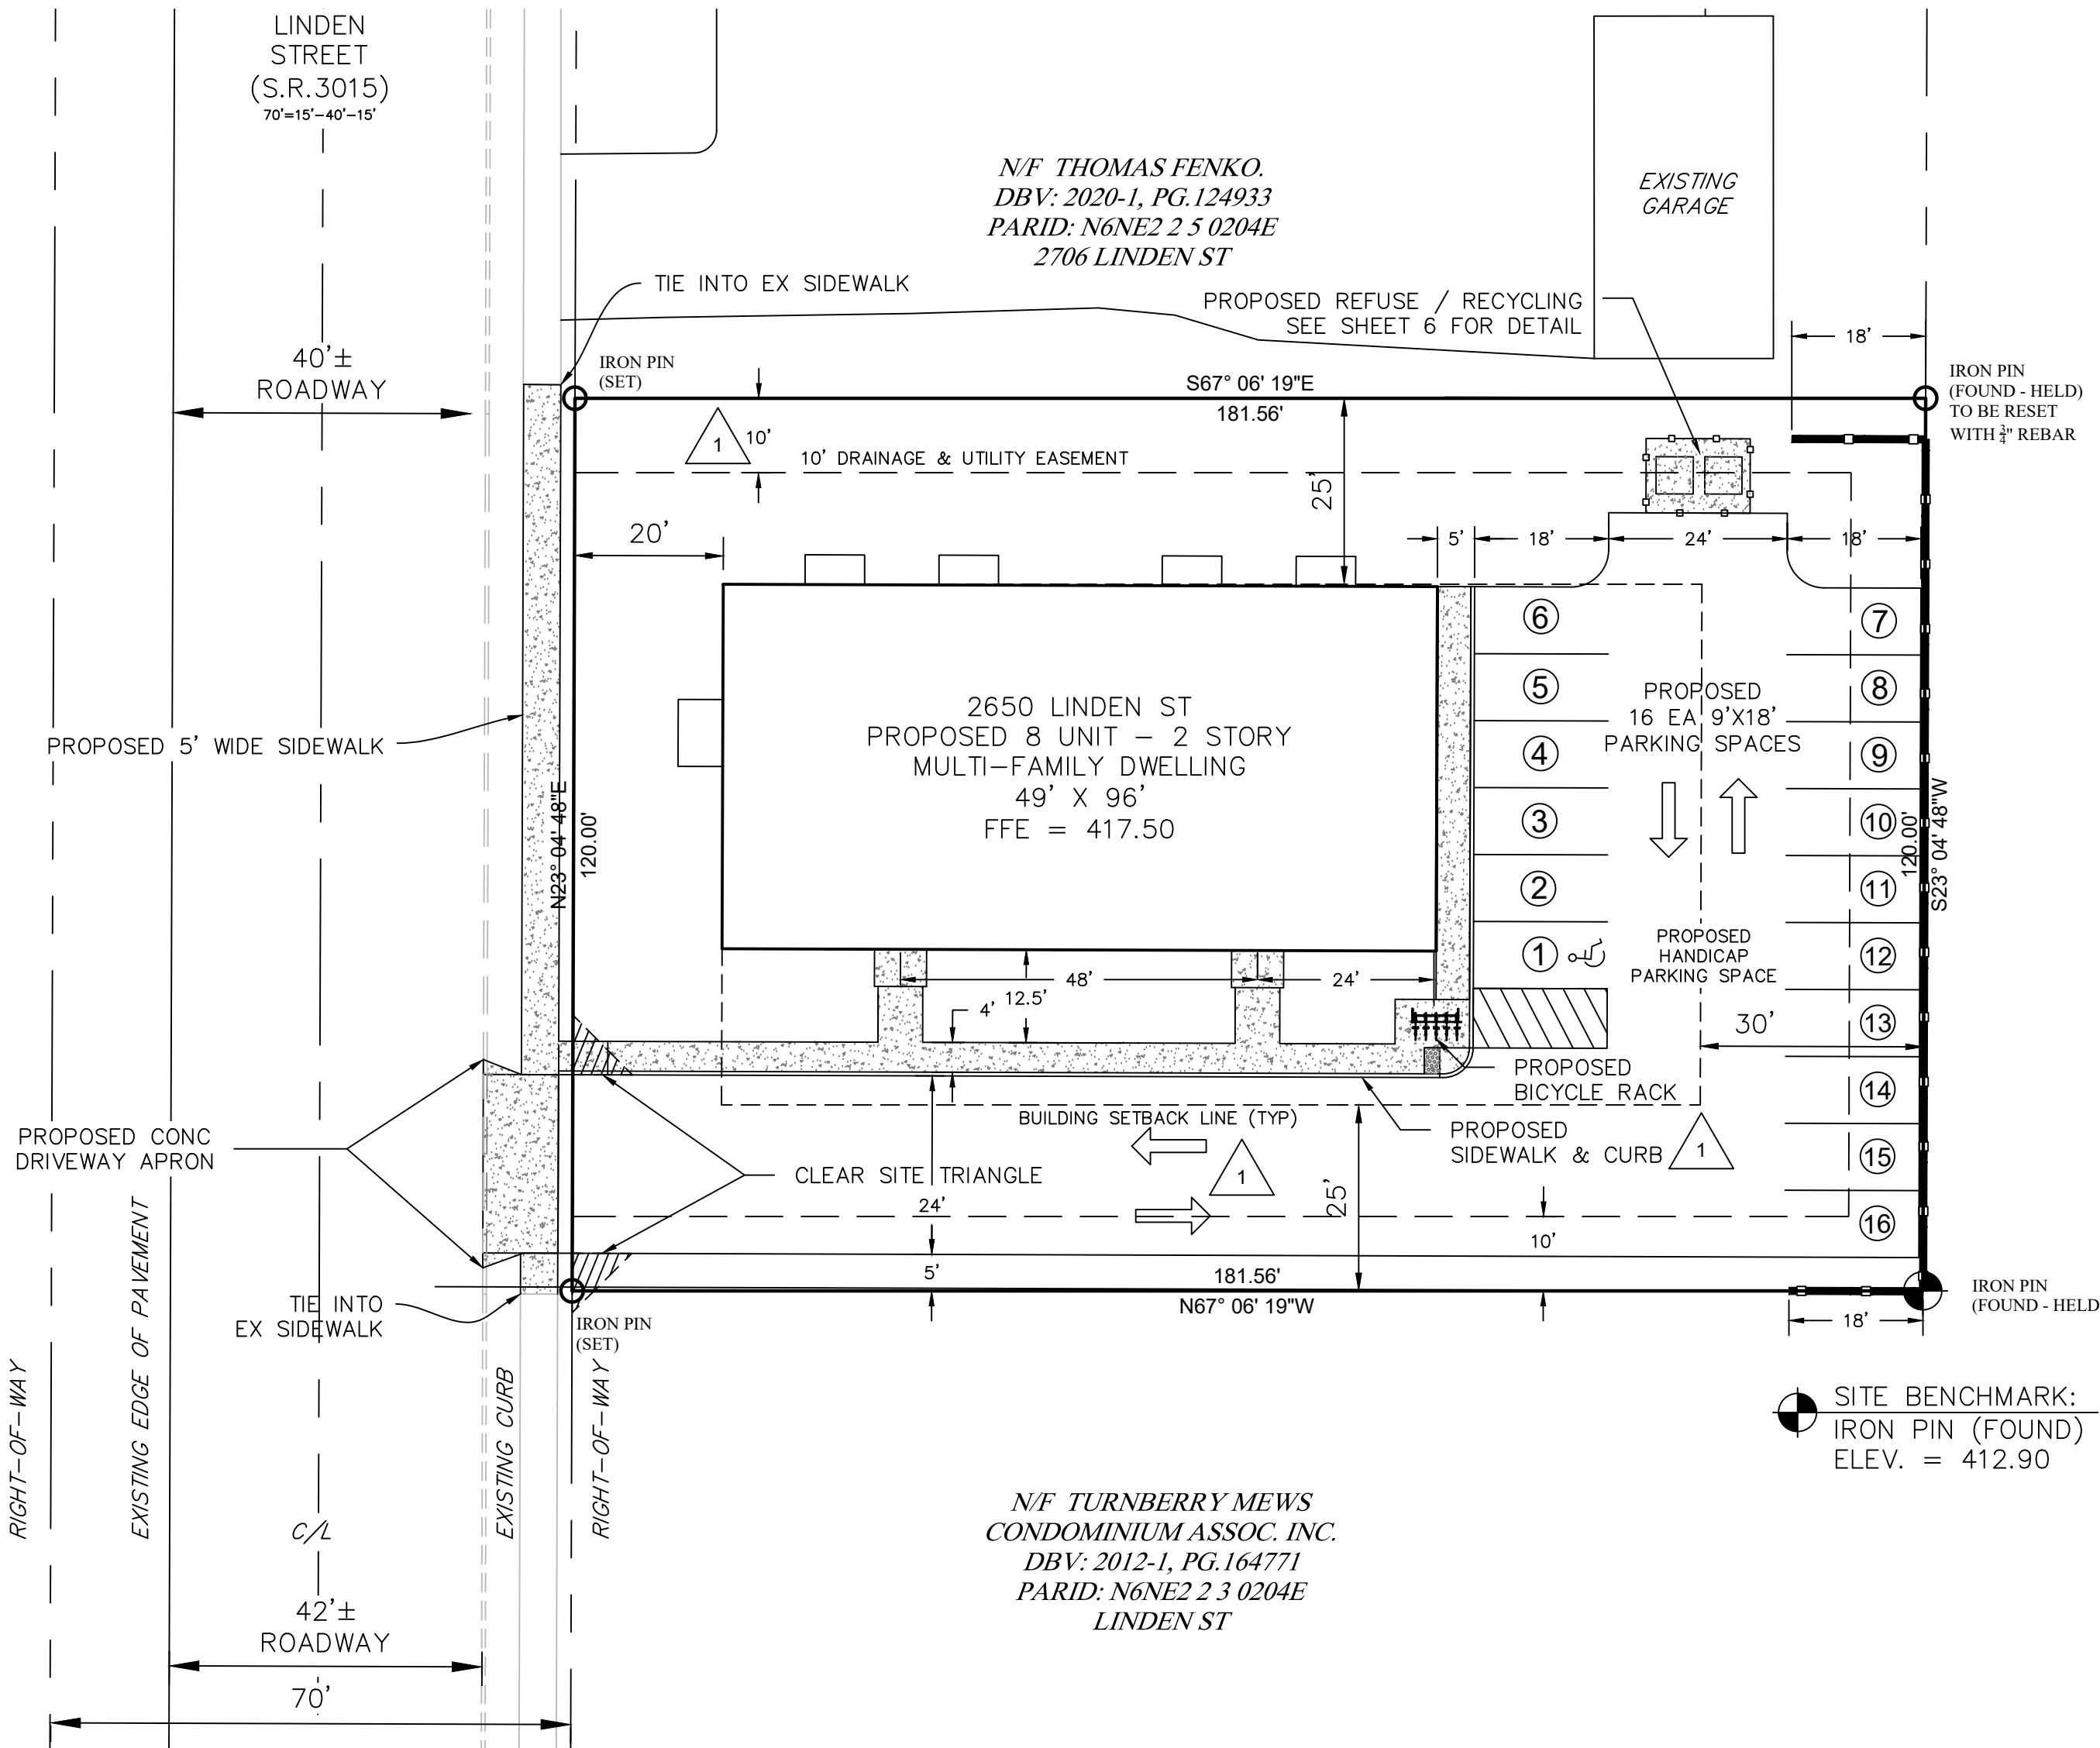 LINDEN
STREET
(S.R.3015)
70'=15'-40'-15'
N/F THOMAS FENKO.
DBV: 2020-1, PG.124933
PARID: N6NE2 2 5 0204E
2706 LINDEN ST
EXISTING
GARAGE
TIE INTO EX SIDEWALK
PROPOSED REFUSE / RECYCLING
SEE SHEET 6 FOR DETAIL
18'
40'±
ROADWAY
IRON PIN
(SET)
S67° 06' 19"E
181.56'
IRON PIN
(FOUND - HELD)
TO BE RESET
WITH ¾" REBAR
1
10'
10' DRAINAGE & UTILITY EASEMENT
25'
20'
5'
18'
24'
18'
6
7
5
8
4
9
3
10
2
11
1
12
13
14
15
16
PROPOSED
16 EA 9'X18'
PARKING SPACES
2650 LINDEN ST
PROPOSED 8 UNIT - 2 STORY
MULTI-FAMILY DWELLING
49' X 96'
FFE = 417.50
PROPOSED 5' WIDE SIDEWALK
N23° 04' 48"E
120.00'
120.00'
S23° 04' 48"W
PROPOSED
HANDICAP
PARKING SPACE
48'
24'
4'
12.5'
30'
PROPOSED
BICYCLE RACK
BUILDING SETBACK LINE (TYP)
PROPOSED
SIDEWALK & CURB
1
PROPOSED CONC
DRIVEWAY APRON
CLEAR SITE TRIANGLE
1
24'
25'
10'
5'
181.56'
N67° 06' 19"W
TIE INTO
EX SIDEWALK
IRON PIN
(SET)
IRON PIN
(FOUND - HELD
18'
RIGHT-OF-WAY
EXISTING EDGE OF PAVEMENT
C/L
EXISTING CURB
RIGHT-OF-WAY
SITE BENCHMARK:
IRON PIN (FOUND)
ELEV. = 412.90
N/F TURNBERRY MEWS
CONDOMINIUM ASSOC. INC.
DBV: 2012-1, PG.164771
PARID: N6NE2 2 3 0204E
LINDEN ST
42'±
ROADWAY
70'